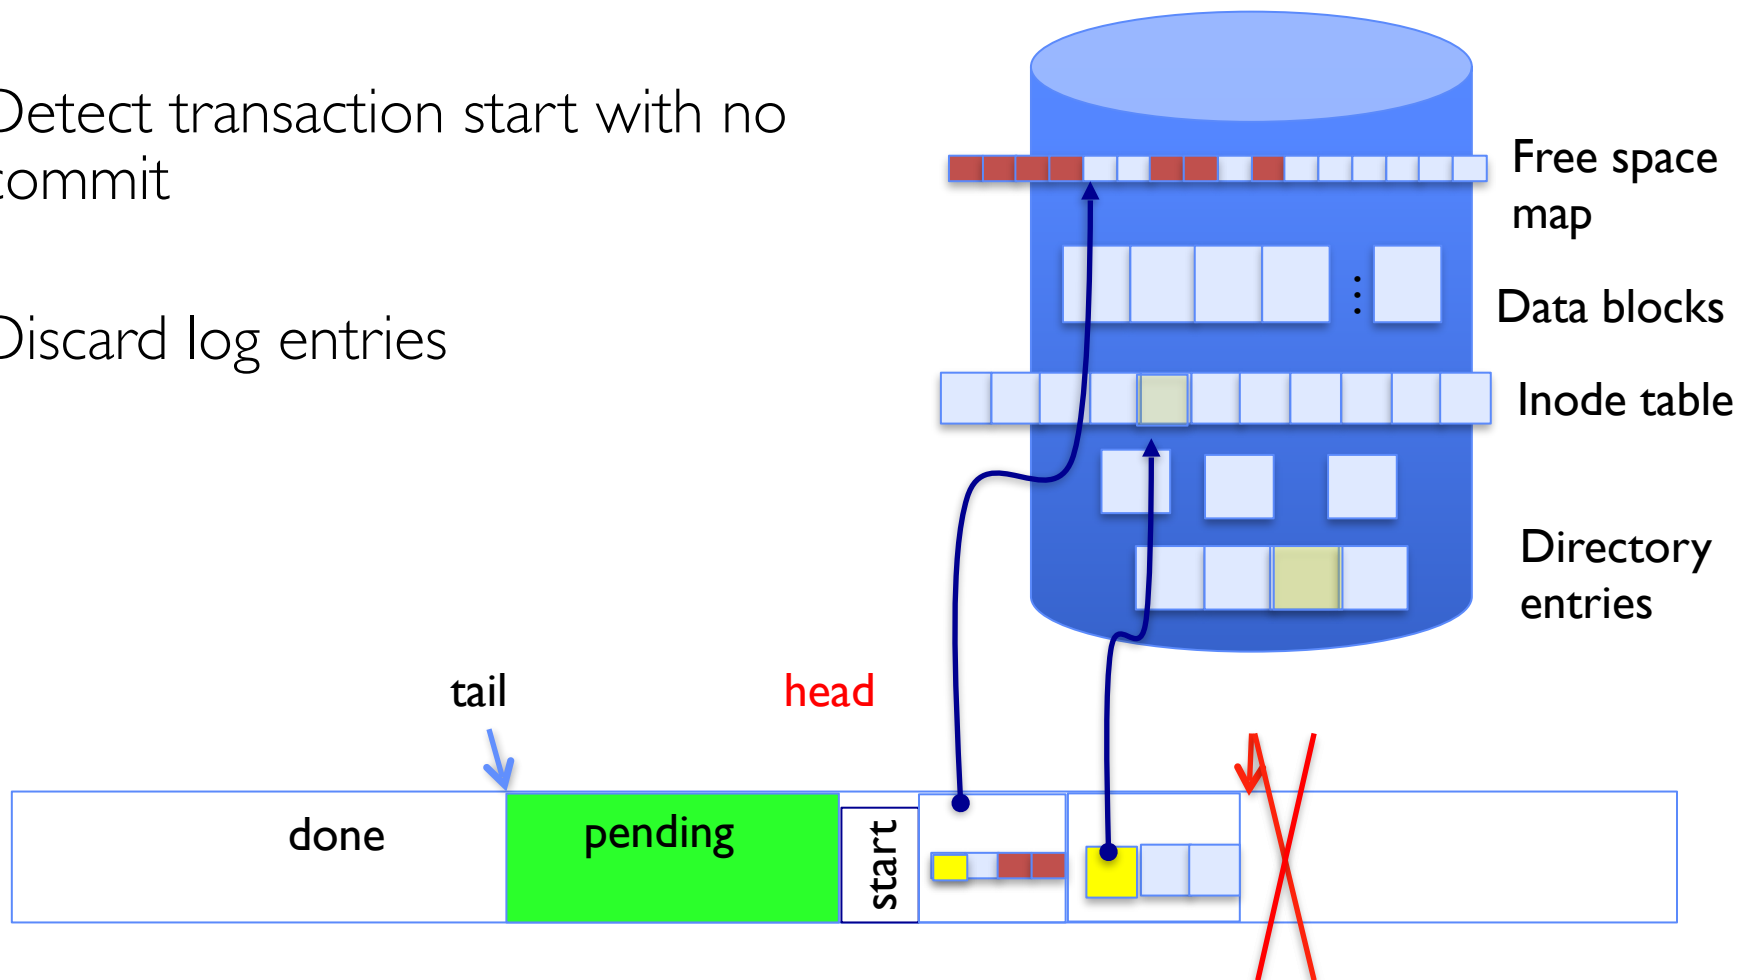 Detect transaction start with no
commit
Discard log entries
Free space
map
Data blocks
Inode table
Directory
entries
tail
head
done
pending
start